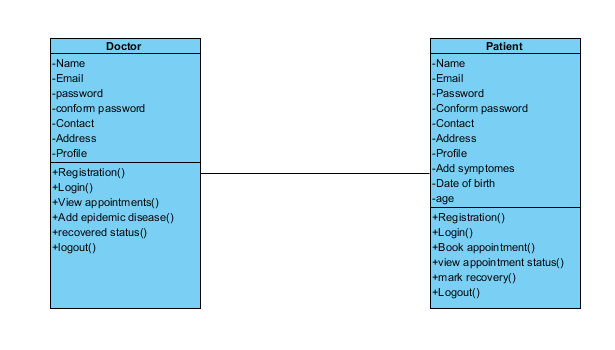 Doctor
-Name
-Email
-password
-conform password
-Contact
-Address
-Profile
+Registration()
+Login()
+View appointments()
+Add epidemic disease()
+recovered status()
+logout()
Patient
-Name
-Email
-Password
-Conform password
-Contact
-Address
-Profile
-Add symptomes
-Date of birth
-age
+Registration()
+Login()
+Book appointment()
+view appointment status()
+mark recovery()
+Logout()